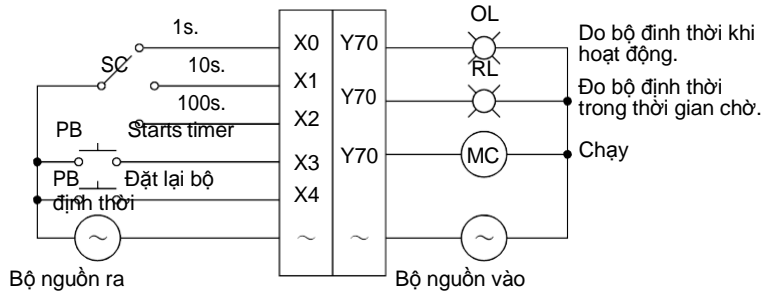 OL
1s.
X0 Y70
Do bộ đinh thời khi
hoạt động.
SC
10s.
RL
X1
Đo bộ định thời
trong thời gian chờ.
100s.
Y70
X2
PB Starts timer
X3 Y70 MC Chạy
PB Đặt lại bộ
định thời
X4
~ ~ ~ ~
Bộ nguồn ra Bộ nguồn vào